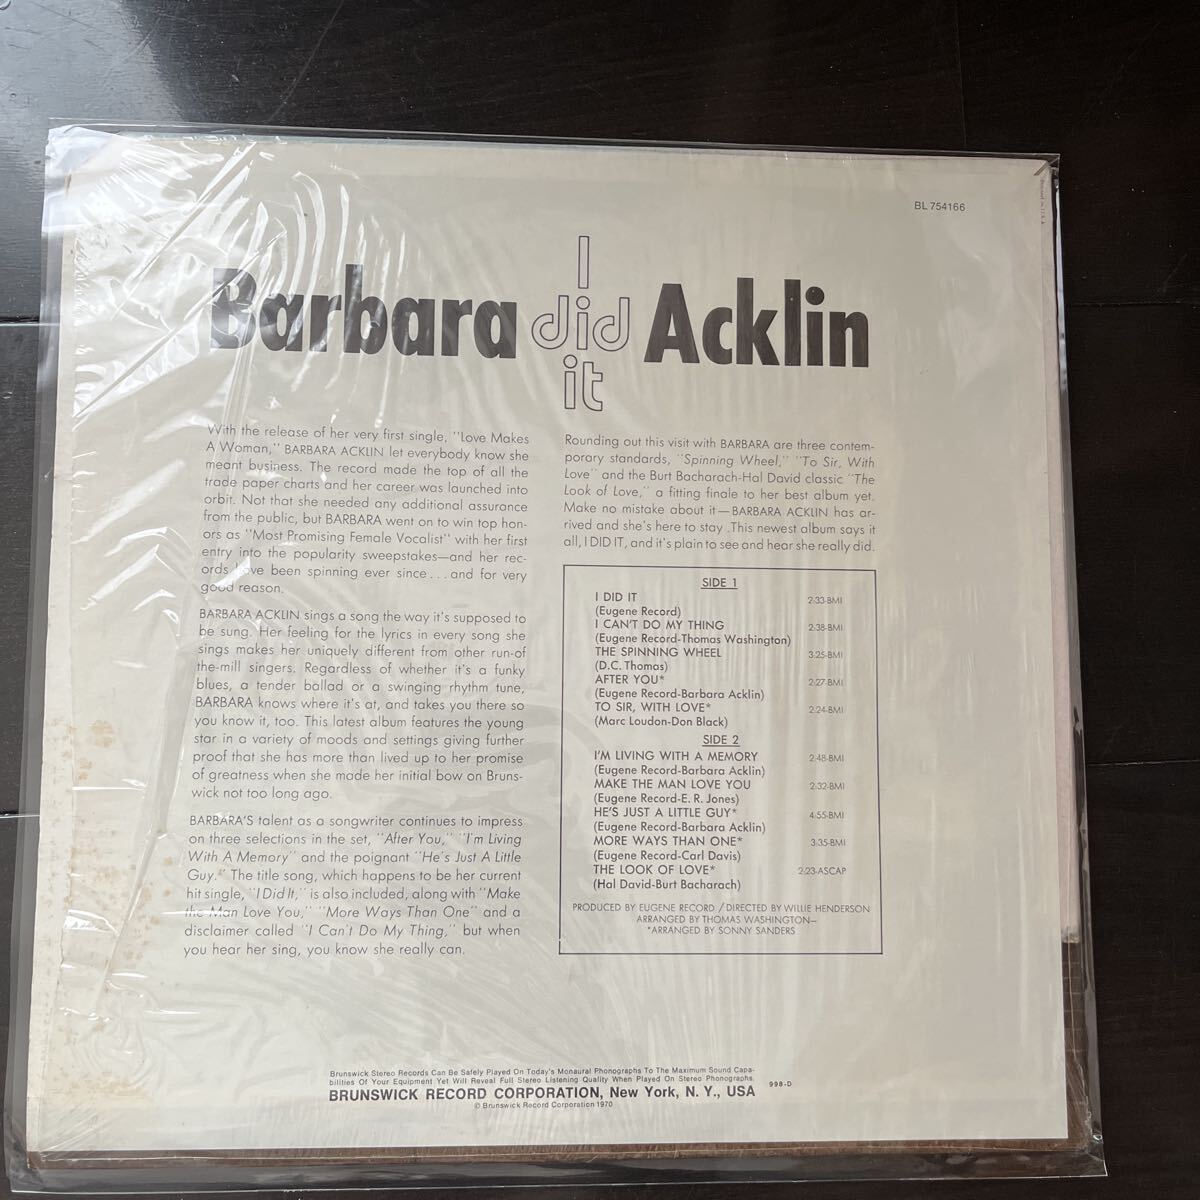 BL 754166
Barbara I did it Acklin
With the release of her very first single, "Love Makes
A Woman," BARBARA ACKLIN let everybody know she
meant business. The record made the top of all the
trade paper charts and her career was launched into
orbit. Not that she needed any additional assurance
from the public, but BARBARA went on to win top hon-
ors as "Most Promising Female Vocalist" with her first
entry into the popularity sweepstakes—and her rec-
ords have been spinning ever since...and for very
good reason.
BARBARA ACKLIN sings a song the way it's supposed to
be sung. Her feeling for the lyrics in every song she
sings makes her uniquely different from other run-of
the-mill singers. Regardless of whether it's a funky
blues, a tender ballad or a swinging rhythm tune,
BARBARA knows where it's at, and takes you there so
you know it, too. This latest album features the young
star in a variety of moods and settings giving further
proof that she has more than lived up to her promise
of greatness when she made her initial bow on Bruns-
wick not too long ago.
BARBARA'S talent as a songwriter continues to impress
on three selections in the set, "After You," "I'm Living
With A Memory" and the poignant "He's Just A Little
Guy." The title song, which happens to be her current
hit single, "I Did It," is also included, along with "Make
the Man Love You," "More Ways Than One" and a
disclaimer called "I Can't Do My Thing," but when
you hear her sing, you know she really can.
Rounding out this visit with BARBARA are three contem-
porary standards, "Spinning Wheel," "To Sir, With
Love" and the Burt Bacharach-Hal David classic "The
Look of Love," a fitting finale to her best album yet.
Make no mistake about it—BARBARA ACKLIN has ar-
rived and she's here to stay .This newest album says it
all, I DID IT, and it's plain to see and hear she really did.
SIDE 1
I DID IT 2:33-BMI
(Eugene Record)
I CAN'T DO MY THING 2:38-BMI
(Eugene Record-Thomas Washington)
THE SPINNING WHEEL 3:25-BMI
(D.C. Thomas)
AFTER YOU* 2:27-BMI
(Eugene Record-Barbara Acklin)
TO SIR, WITH LOVE* 2:24-BMI
(Marc Loudon-Don Black)
SIDE 2
I'M LIVING WITH A MEMORY 2:48-BMI
(Eugene Record-Barbara Acklin)
MAKE THE MAN LOVE YOU 2:32-BMI
(Eugene Record-E. R. Jones)
HE'S JUST A LITTLE GUY* 4:55-BMI
(Eugene Record-Barbara Acklin)
MORE WAYS THAN ONE* 3:35-BMI
(Eugene Record-Carl Davis)
THE LOOK OF LOVE* 2:23-ASCAP
(Hal David-Burt Bacharach)
PRODUCED BY EUGENE RECORD / DIRECTED BY WILLIE HENDERSON
ARRANGED BY THOMAS WASHINGTON—
*ARRANGED BY SONNY SANDERS
Brunswick Stereo Records Can Be Safely Played On Today's Monaural Phonographs To The Maximum Sound Capa-
bilities Of Your Equipment Yet Will Reveal Full Stereo Listening Quality When Played On Stereo Phonographs.
BRUNSWICK RECORD CORPORATION, New York, N. Y., USA 998-D
© Brunswick Record Corporation 1970